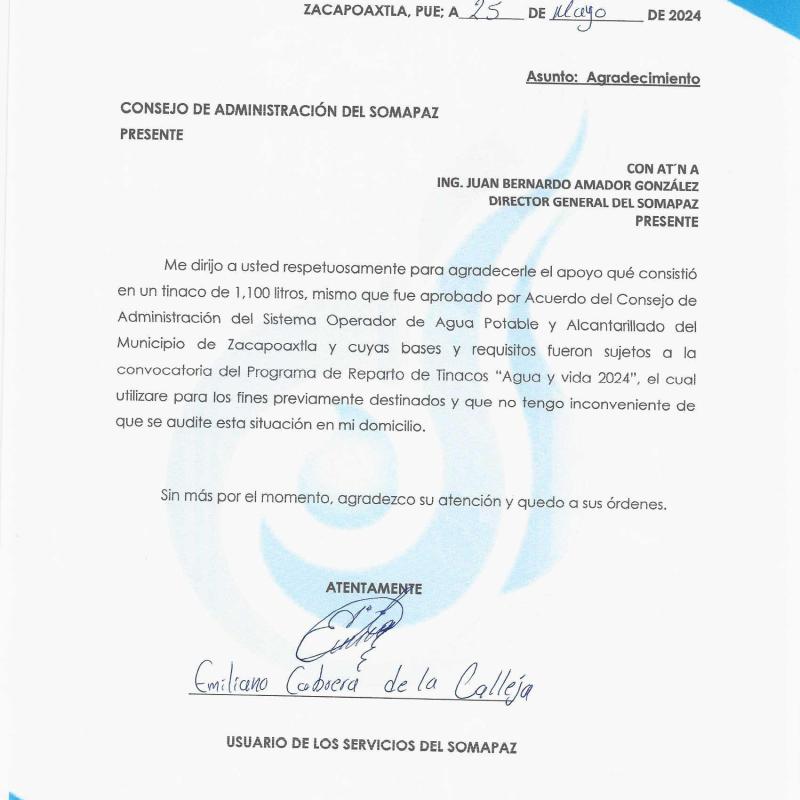 ZACAPOAXTLA, PUE; A 25 DE Mayo DE 2024
Asunto: Agradecimiento
CONSEJO DE ADMINISTRACIÓN DEL SOMAPAZ
PRESENTE
CON AT´N A
ING. JUAN BERNARDO AMADOR GONZÁLEZ
DIRECTOR GENERAL DEL SOMAPAZ
PRESENTE
Me dirijo a usted respetuosamente para agradecerle el apoyo qué consistió
en un tinaco de 1,100 litros, mismo que fue aprobado por Acuerdo del Consejo de
Administración del Sistema Operador de Agua Potable y Alcantarillado del
Municipio de Zacapoaxtla y cuyas bases y requisitos fueron sujetos a la
convocatoria del Programa de Reparto de Tinacos “Agua y vida 2024”, el cual
utilizare para los fines previamente destinados y que no tengo inconveniente de
que se audite esta situación en mi domicilio.
Sin más por el momento, agradezco su atención y quedo a sus órdenes.
ATENTAMENTE
Emiliano de la Calleja
USUARIO DE LOS SERVICIOS DEL SOMAPAZ